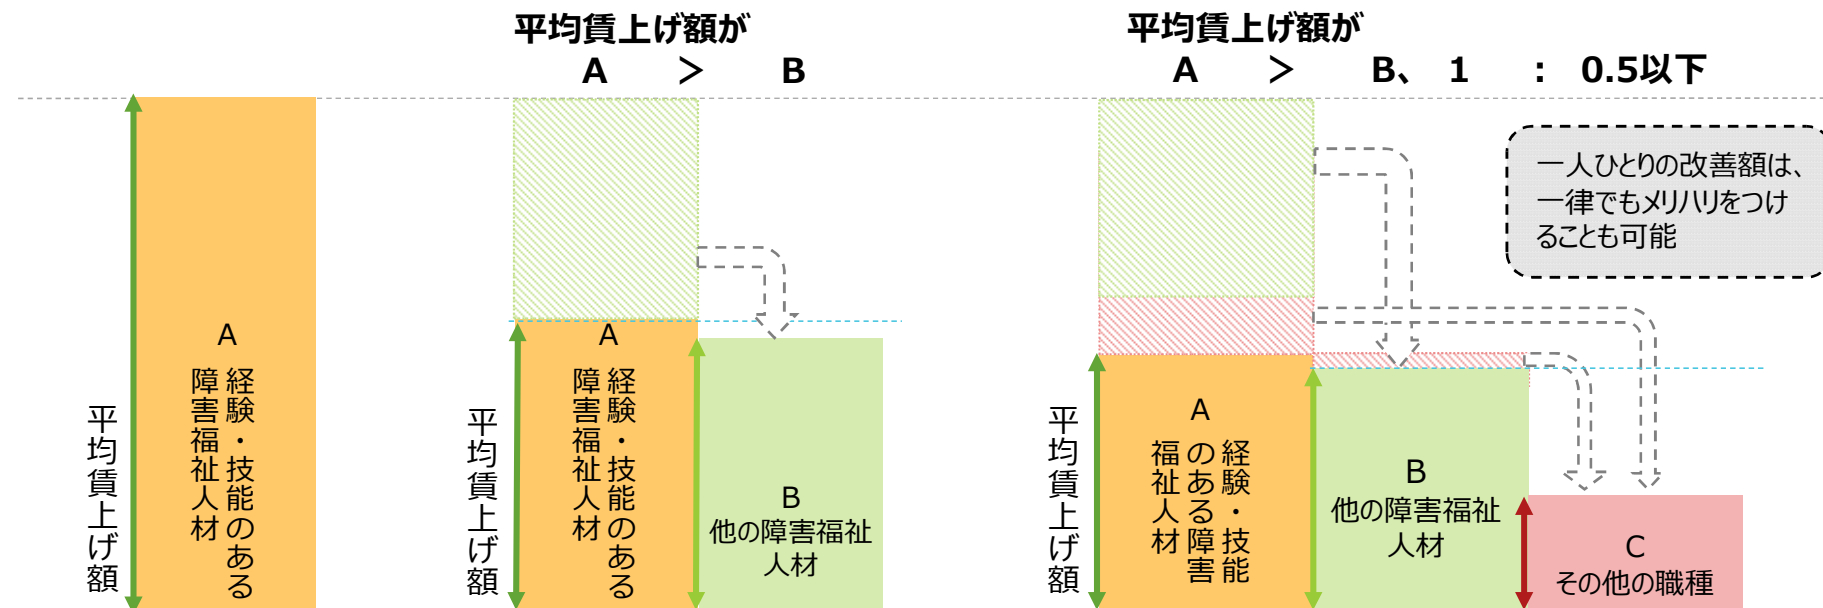 平均賃上げ額が
A > B
平均賃上げ額が
A > B、 1 : 0.5以下
一人ひとりの改善額は、
一律でもメリハリをつけ
ることも可能
平均賃上げ額
A
経験・技能のある
障害福祉人材
平均賃上げ額
A
経験・技能のある
障害福祉人材
B
他の障害福祉
人材
平均賃上げ額
A
経験・技能
のある障害
福祉人材
B
他の障害福祉
人材
C
その他の職種